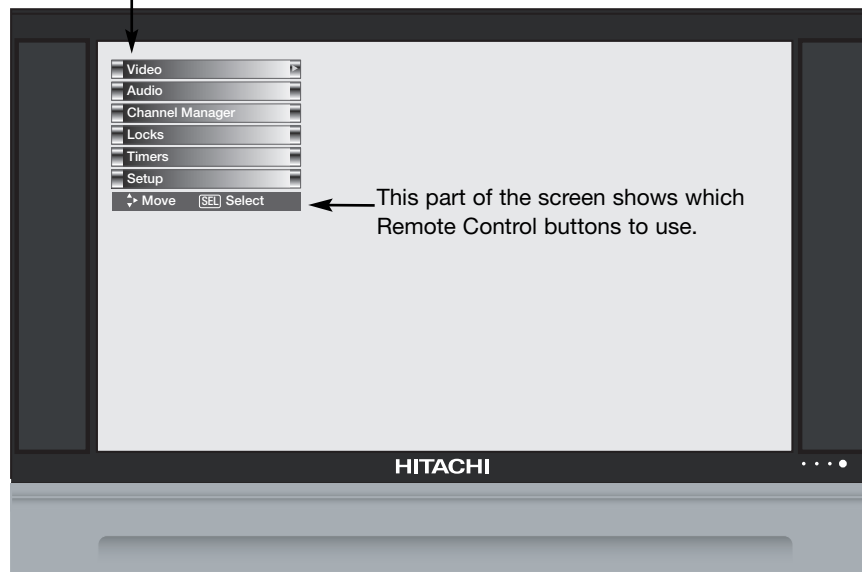 Video
Audio
Channel Manager
Locks
Timers
Setup
Move SEL Select
This part of the screen shows which
Remote Control buttons to use.
HITACHI